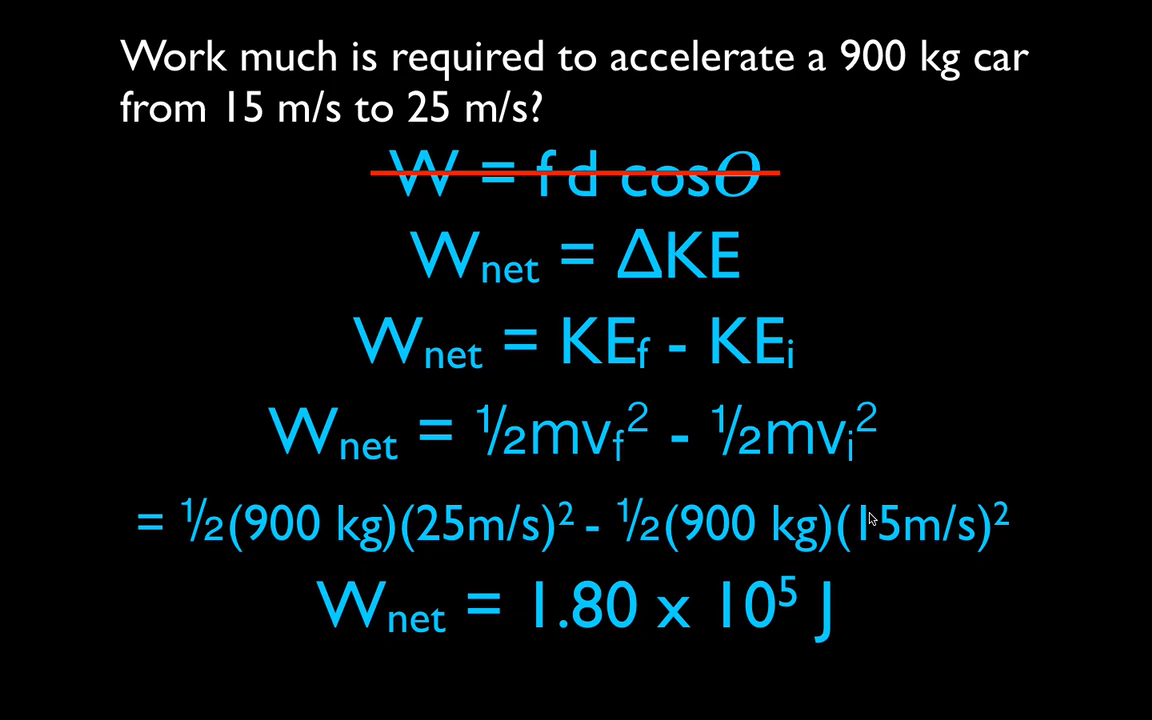 Work much is required to accelerate a 900 kg car
from 15 m/s to 25 m/s?
W = f d cosO
Wnet = ΔKE
Wnet = KEf - KEi
Wnet = ½mvf² - ½mvi²
= ½(900 kg)(25m/s)² - ½(900 kg)(15m/s)²
Wnet = 1.80 x 10⁵ J